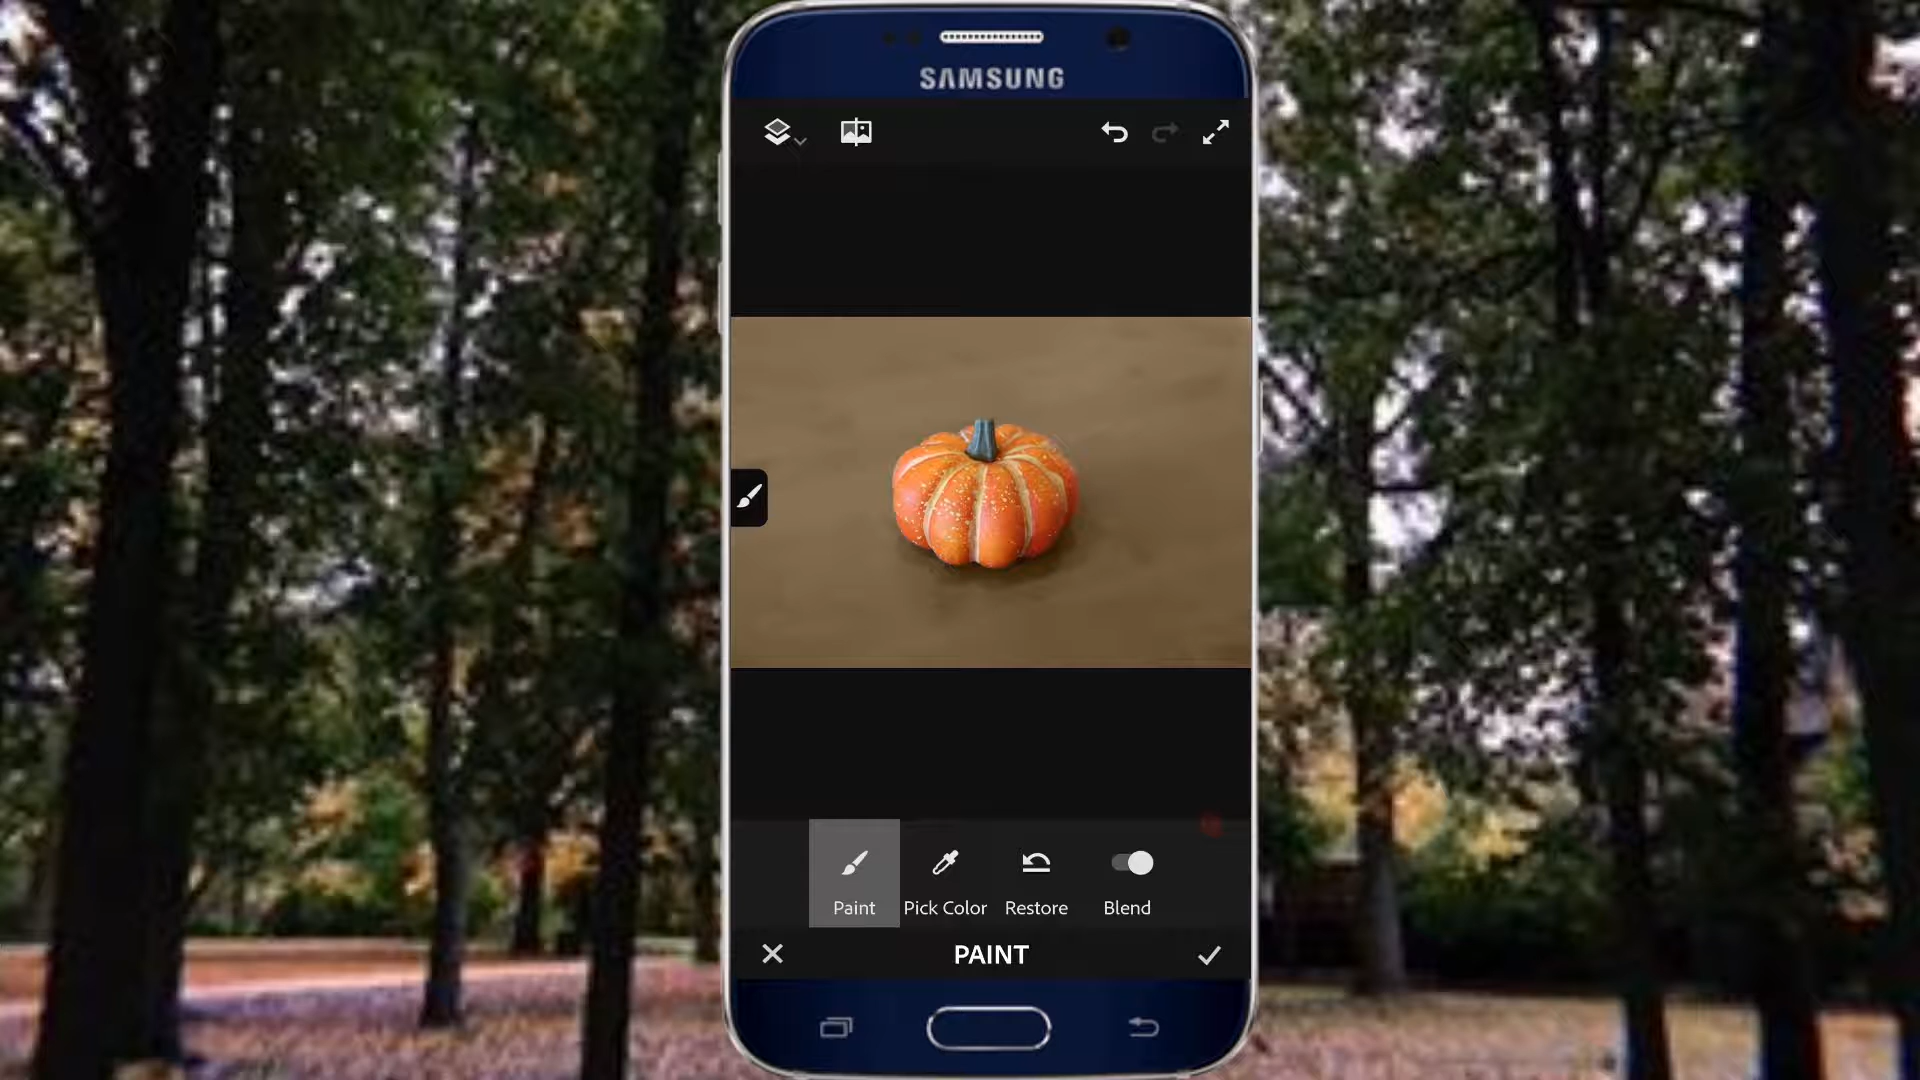 SAMSUNG
Paint
Pick Color
Restore
Blend
PAINT